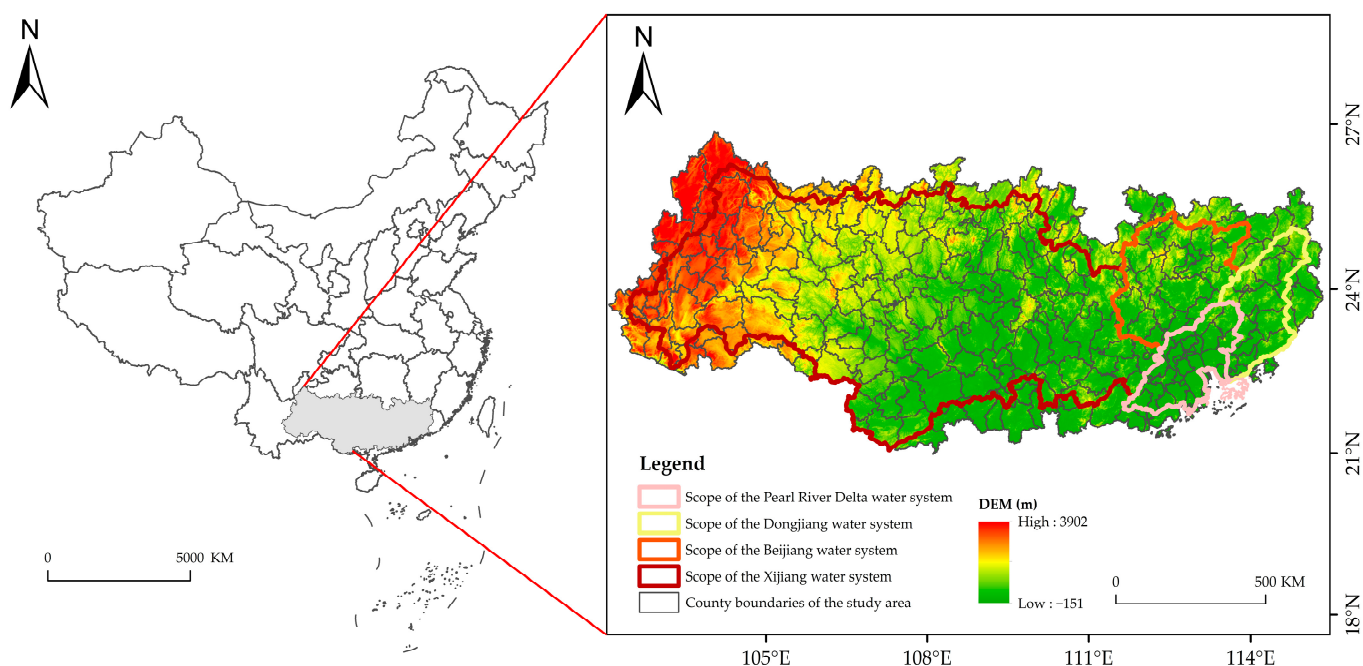 N
0 5000 KM
N
27°N
24°N
21°N
18°N
Legend
Scope of the Pearl River Delta water system
Scope of the Dongjiang water system
Scope of the Beijiang water system
Scope of the Xijiang water system
County boundaries of the study area
DEM (m)
High : 3902
Low : −151
0 500 KM
105°E 108°E 111°E 114°E